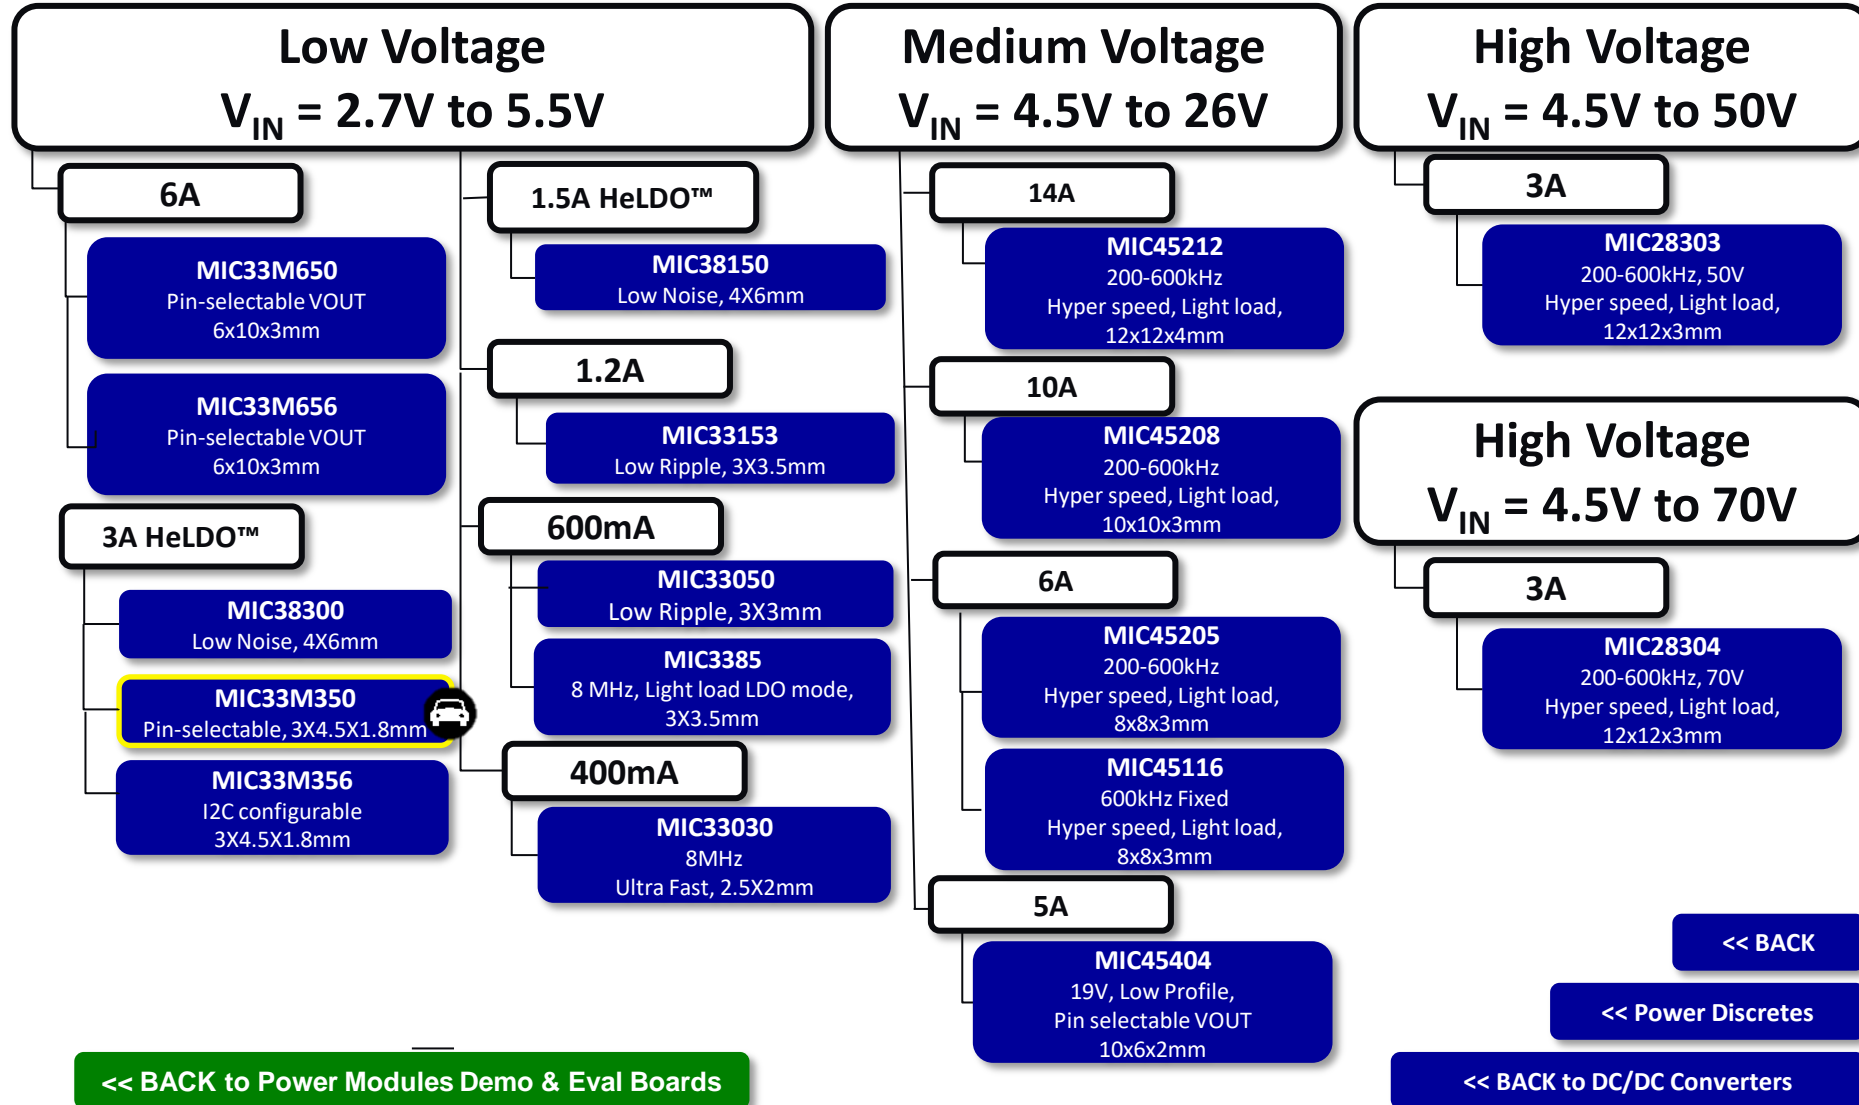 Low Voltage
VIN = 2.7V to 5.5V
6A
MIC33M650
Pin-selectable VOUT
6x10x3mm
MIC33M656
Pin-selectable VOUT
6x10x3mm
3A HeLDO™
MIC38300
Low Noise, 4X6mm
MIC33M350
Pin-selectable, 3X4.5X1.8mm
MIC33M356
I2C configurable
3X4.5X1.8mm
1.5A HeLDO™
MIC38150
Low Noise, 4X6mm
1.2A
MIC33153
Low Ripple, 3X3.5mm
600mA
MIC33050
Low Ripple, 3X3mm
MIC3385
8 MHz, Light load LDO mode,
3X3.5mm
400mA
MIC33030
8MHz
Ultra Fast, 2.5X2mm
Medium Voltage
VIN = 4.5V to 26V
14A
MIC45212
200-600kHz
Hyper speed, Light load,
12x12x4mm
10A
MIC45208
200-600kHz
Hyper speed, Light load,
10x10x3mm
6A
MIC45205
200-600kHz
Hyper speed, Light load,
8x8x3mm
MIC45116
600kHz Fixed
Hyper speed, Light load,
8x8x3mm
5A
MIC45404
19V, Low Profile,
Pin selectable VOUT
10x6x2mm
High Voltage
VIN = 4.5V to 50V
3A
MIC28303
200-600kHz, 50V
Hyper speed, Light load,
12x12x3mm
High Voltage
VIN = 4.5V to 70V
3A
MIC28304
200-600kHz, 70V
Hyper speed, Light load,
12x12x3mm
<< BACK
<< Power Discretes
<< BACK to DC/DC Converters
<< BACK to Power Modules Demo & Eval Boards